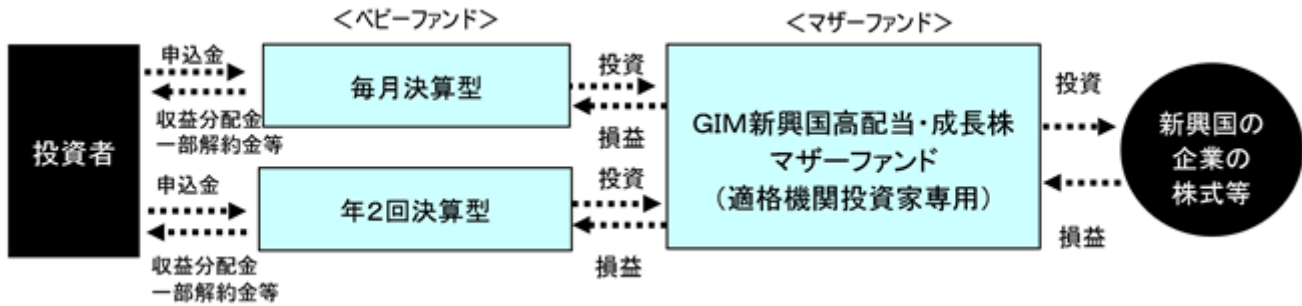 <ベビーファンド>
<マザーファンド>
投資者
申込金
収益分配金
一部解約金等
毎月決算型
投資
損益
申込金
収益分配金
一部解約金等
年2回決算型
投資
損益
GIM新興国高配当・成長株
マザーファンド
(適格機関投資家専用)
投資
損益
新興国の
企業の
株式等